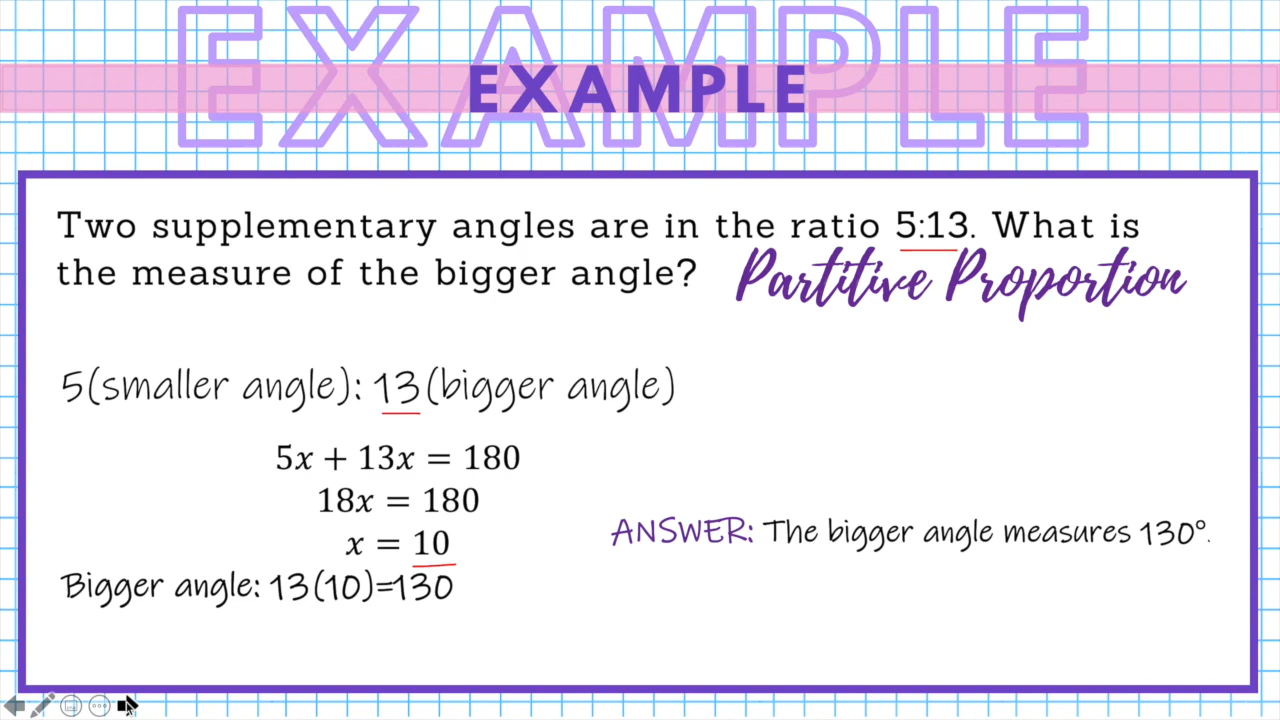 EXAMPLE
EXAMPLE
Two supplementary angles are in the ratio 5:13. What is
the measure of the bigger angle?
Partitive Proportion
5(smaller angle): 13(bigger angle)
5x + 13x = 180
18x = 180
x = 10
Bigger angle: 13(10)=130
ANSWER: The bigger angle measures 130°.